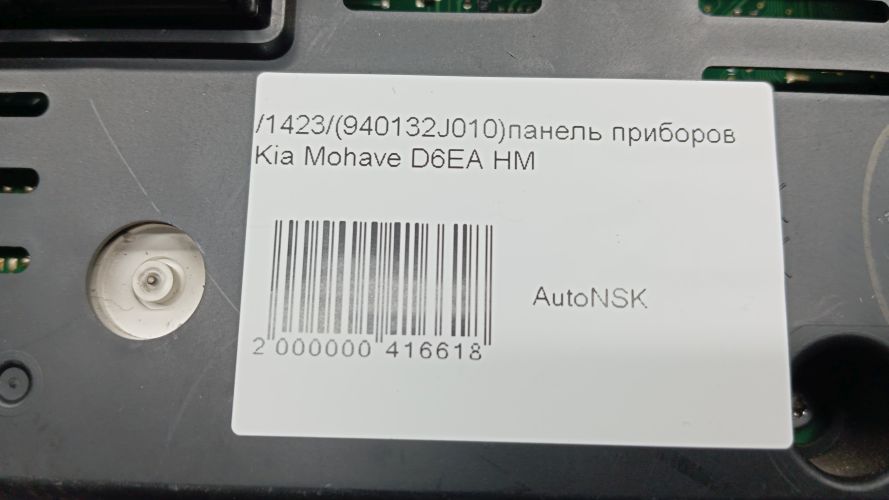 /1423/(940132J010)панель приборов
Kia Mohave D6EA HM
AutoNSK
2 000000 416618